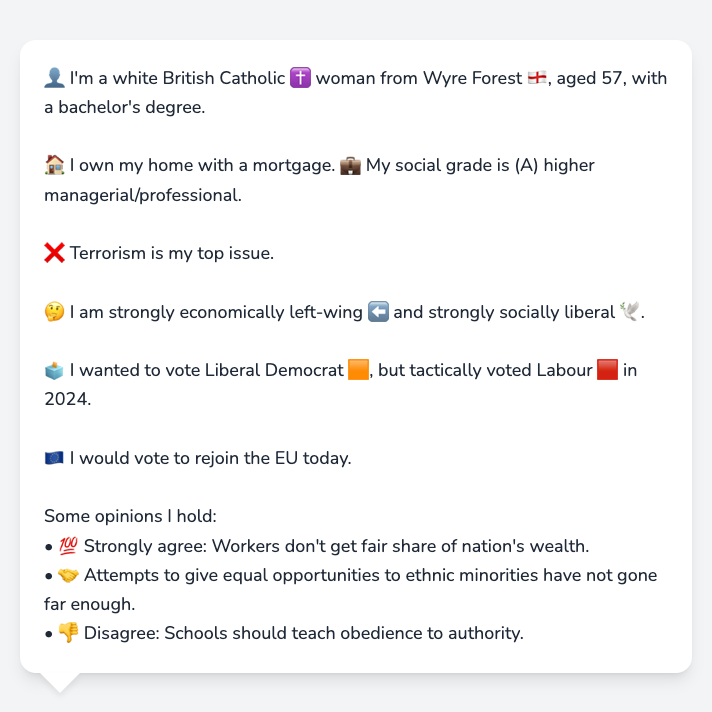 👤 I'm a white British Catholic ✝️ woman from Wyre Forest 🏴󠁧󠁢󠁥󠁮󠁧󠁿, aged 57, with
a bachelor's degree.
🏠 I own my home with a mortgage. 💼 My social grade is (A) higher
managerial/professional.
❌ Terrorism is my top issue.
🤔 I am strongly economically left-wing ⬅️ and strongly socially liberal 🕊️.
🗳️ I wanted to vote Liberal Democrat 🟧, but tactically voted Labour 🟥 in
2024.
🇪🇺 I would vote to rejoin the EU today.
Some opinions I hold:
• 💯 Strongly agree: Workers don't get fair share of nation's wealth.
• 🤝 Attempts to give equal opportunities to ethnic minorities have not gone
far enough.
• 👎 Disagree: Schools should teach obedience to authority.